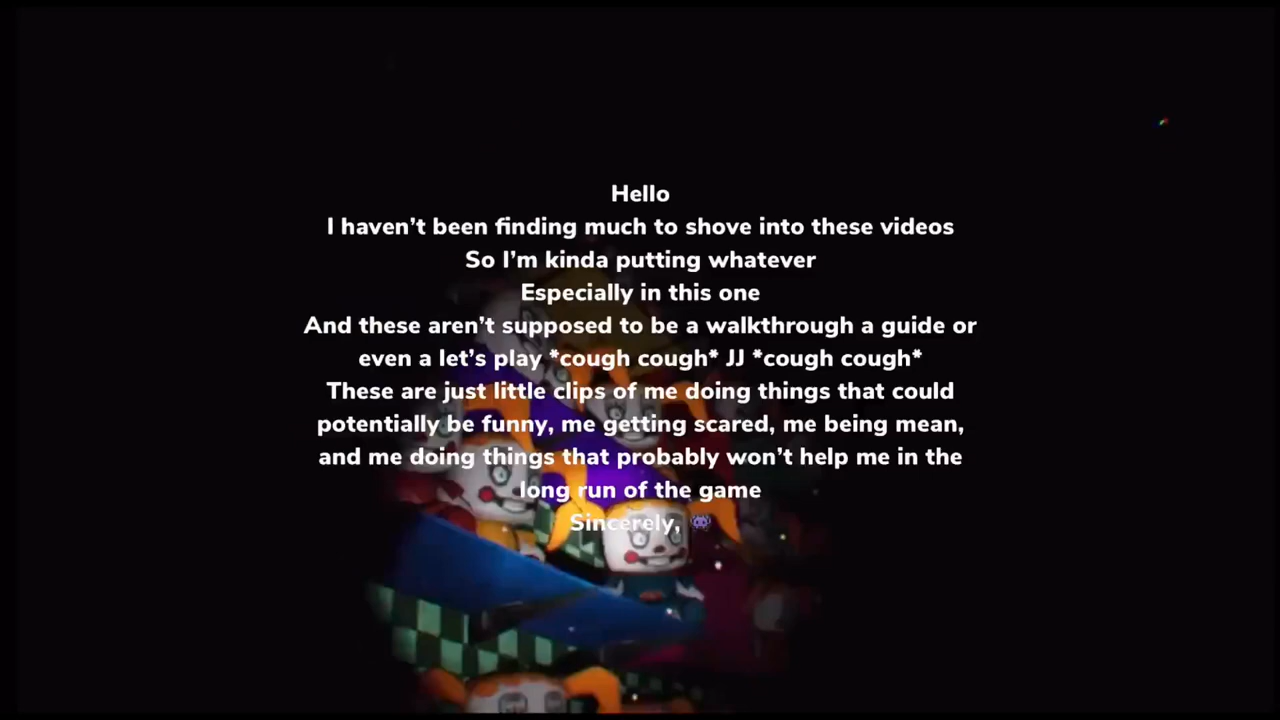 Hello
I haven’t been finding much to shove into these videos
So I’m kinda putting whatever
Especially in this one
And these aren’t supposed to be a walkthrough a guide or
even a let’s play *cough cough* JJ *cough cough*
These are just little clips of me doing things that could
potentially be funny, me getting scared, me being mean,
and me doing things that probably won’t help me in the
long run of the game
Sincerely, 👾